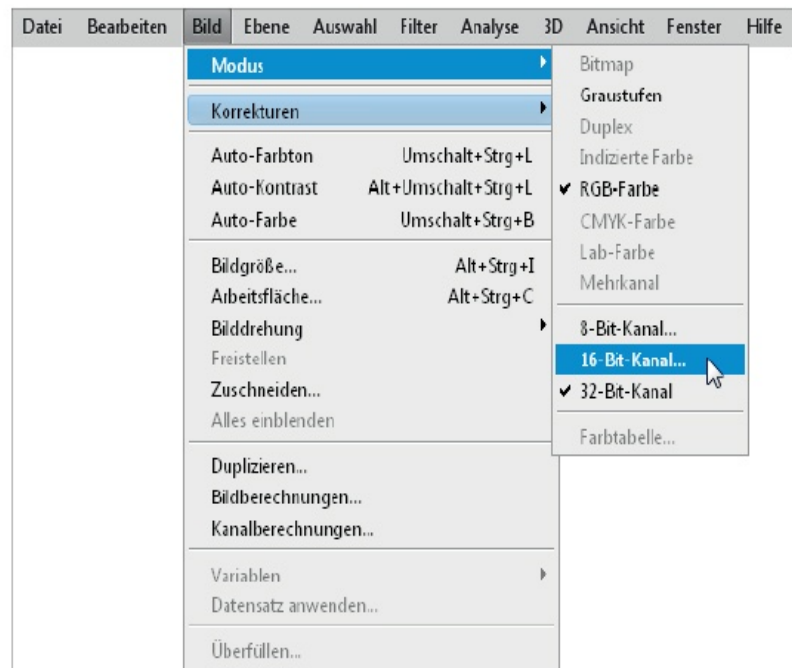 Datei Bearbeiten Bild Ebene Auswahl Filter Analyse 3D Ansicht Fenster Hilfe
Modus
Korrekturen
Auto-Farbton Umschalt+Strg+L
Auto-Kontrast Alt+Umschalt+Strg+L
Auto-Farbe Umschalt+Strg+B
Bildgröße... Alt+Strg+I
Arbeitsfläche... Alt+Strg+C
Bilddrehung
Freistellen
Zuschneiden...
Alles einblenden
Duplizieren...
Bildberechnungen...
Kanalberechnungen...
Variablen
Datensatz anwenden...
Überfüllen...
Bitmap
Graustufen
Duplex
Indizierte Farbe
RGB-Farbe
CMYK-Farbe
Lab-Farbe
Mehrkanal
8-Bit-Kanal...
16-Bit-Kanal...
32-Bit-Kanal
Farbtabelle...